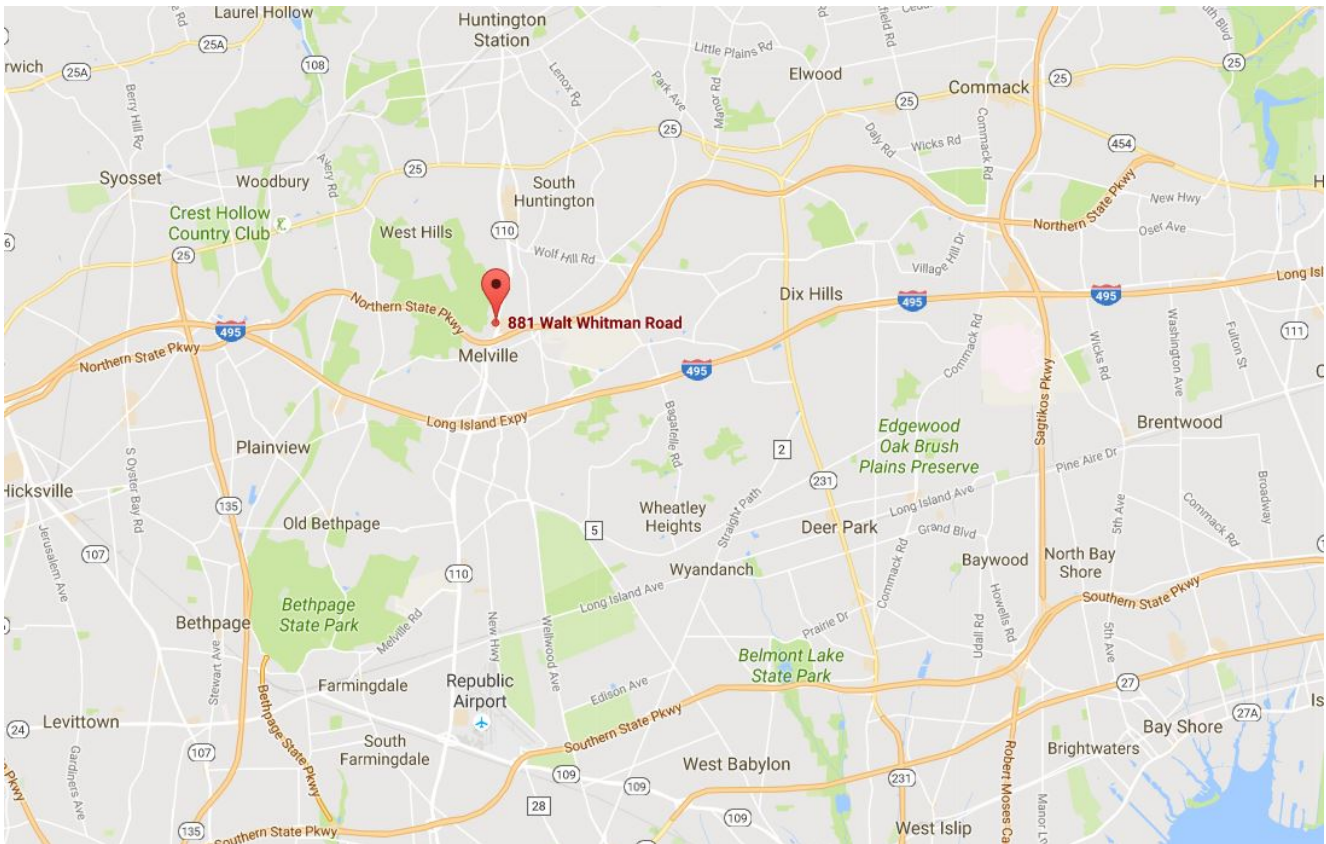 Laurel Hollow
Huntington
Station
25A
108
Little Plains Rd
Elwood
25
rwich
25A
Berry Hill Rd
Lenox Rd
Park Ave
Manor Rd
Commack
25
25
Daly Rd
Wicks Rd
Commack Rd
454
Syosset
Woodbury
Avery Rd
25
South
Huntington
New Hwy
Crest Hollow
Country Club
West Hills
110
Wolf Hill Rd
Northern State Pkwy
Oser Ave
H
25
Village Hill Dr
Northern State Pkwy
Dix Hills
495
495
Long Isl
881 Walt Whitman Road
495
Northern State Pkwy
Melville
495
Commack Rd
Wicks Rd
Washington Ave
Fulton St
111
Long Island Expy
Bagatelle Rd
Sagtikos Pkwy
Plainview
S Oyster Bay Rd
Edgewood
Oak Brush
Plains Preserve
Brentwood
2
Pine Aire Dr
Hicksville
135
231
Straight Path
Long Island Ave
5th Ave
Commack Rd
Broadway
Old Bethpage
5
Wheatley
Heights
Deer Park
Grand Blvd
Jerusalem Ave
107
110
Wyandanch
Baywood
North Bay
Shore
Long Island Ave
Commack Rd
Southern State Pkwy
Bethpage
State Park
Bethpage
Melville Rd
New Hwy
Wellwood Ave
Prairie Dr
Udall Rd
Howells Rd
5th Ave
Stewart Ave
Belmont Lake
State Park
Farmingdale
Republic
Airport
Edison Ave
27
24
Levittown
Bethpage State Pkwy
Southern State Pkwy
27A
Is
107
South
Farmingdale
Bay Shore
Brightwaters
Gardiners Ave
109
109
West Babylon
231
Robert Moses Ca
Manor Ln
28
109
135
Southern State Pkwy
West Islip